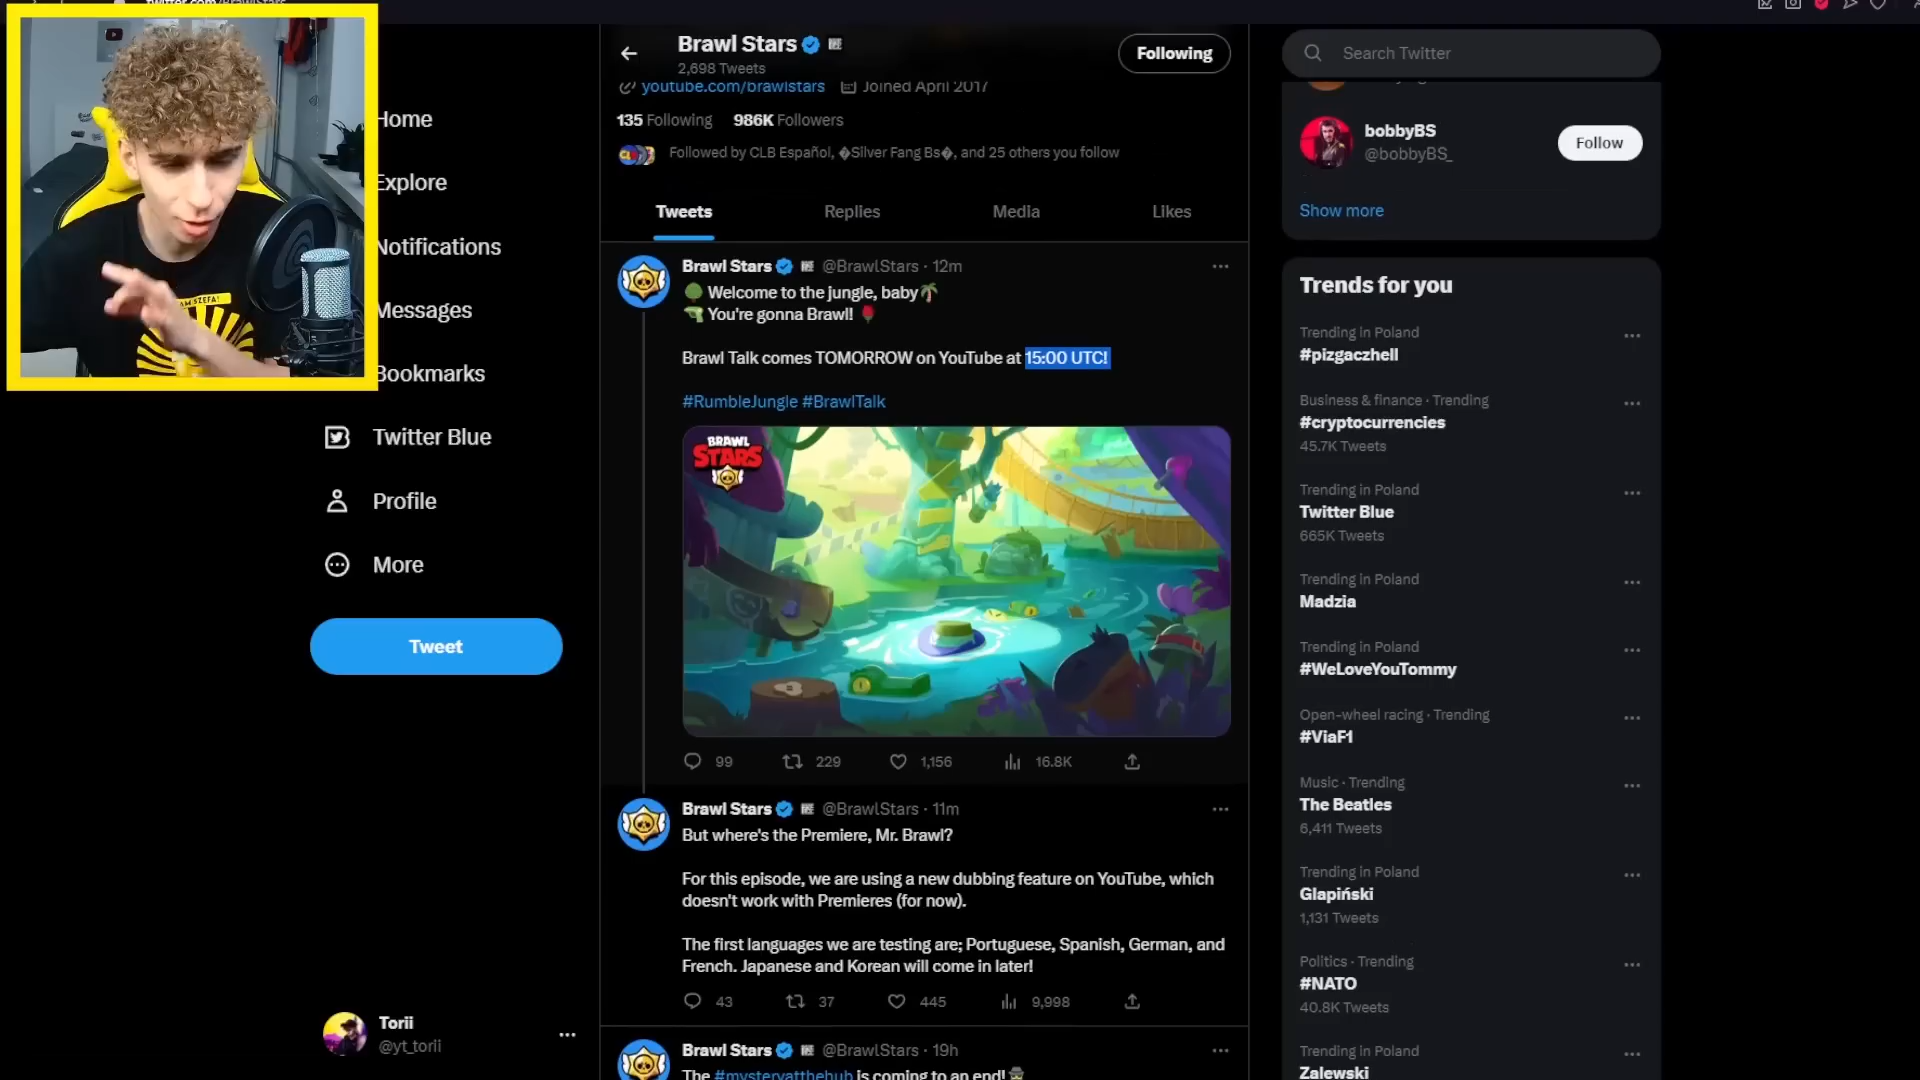 Brawl Stars
2,698 Tweets
Following
Search Twitter
youtube.com/brawlstars Joined April 2017
135 Following 986K Followers
Followed by CLB Español, �Silver Fang Bs�, and 25 others you follow
Tweets Replies Media Likes
Home
Explore
Notifications
Messages
Bookmarks
Twitter Blue
Profile
More
Tweet
Torii
@yt_torii
Brawl Stars @BrawlStars · 12m
Welcome to the jungle, baby
You're gonna Brawl!
Brawl Talk comes TOMORROW on YouTube at 15:00 UTC!
#RumbleJungle #BrawlTalk
BRAWL
STARS
99 229 1,156 16.8K
Brawl Stars @BrawlStars · 11m
But where's the Premiere, Mr. Brawl?
For this episode, we are using a new dubbing feature on YouTube, which
doesn't work with Premieres (for now).
The first languages we are testing are; Portuguese, Spanish, German, and
French. Japanese and Korean will come in later!
43 37 445 9,998
Brawl Stars @BrawlStars · 19h
The #mysteryatthehub is coming to an end!
bobbyBS
@bobbyBS_
Follow
Show more
Trends for you
Trending in Poland
#pizgaczhell
Business & finance · Trending
#cryptocurrencies
45.7K Tweets
Trending in Poland
Twitter Blue
665K Tweets
Trending in Poland
Madzia
Trending in Poland
#WeLoveYouTommy
Open-wheel racing · Trending
#ViaF1
Music · Trending
The Beatles
6,411 Tweets
Trending in Poland
Glapiński
1,131 Tweets
Politics · Trending
#NATO
40.8K Tweets
Trending in Poland
Zalewski